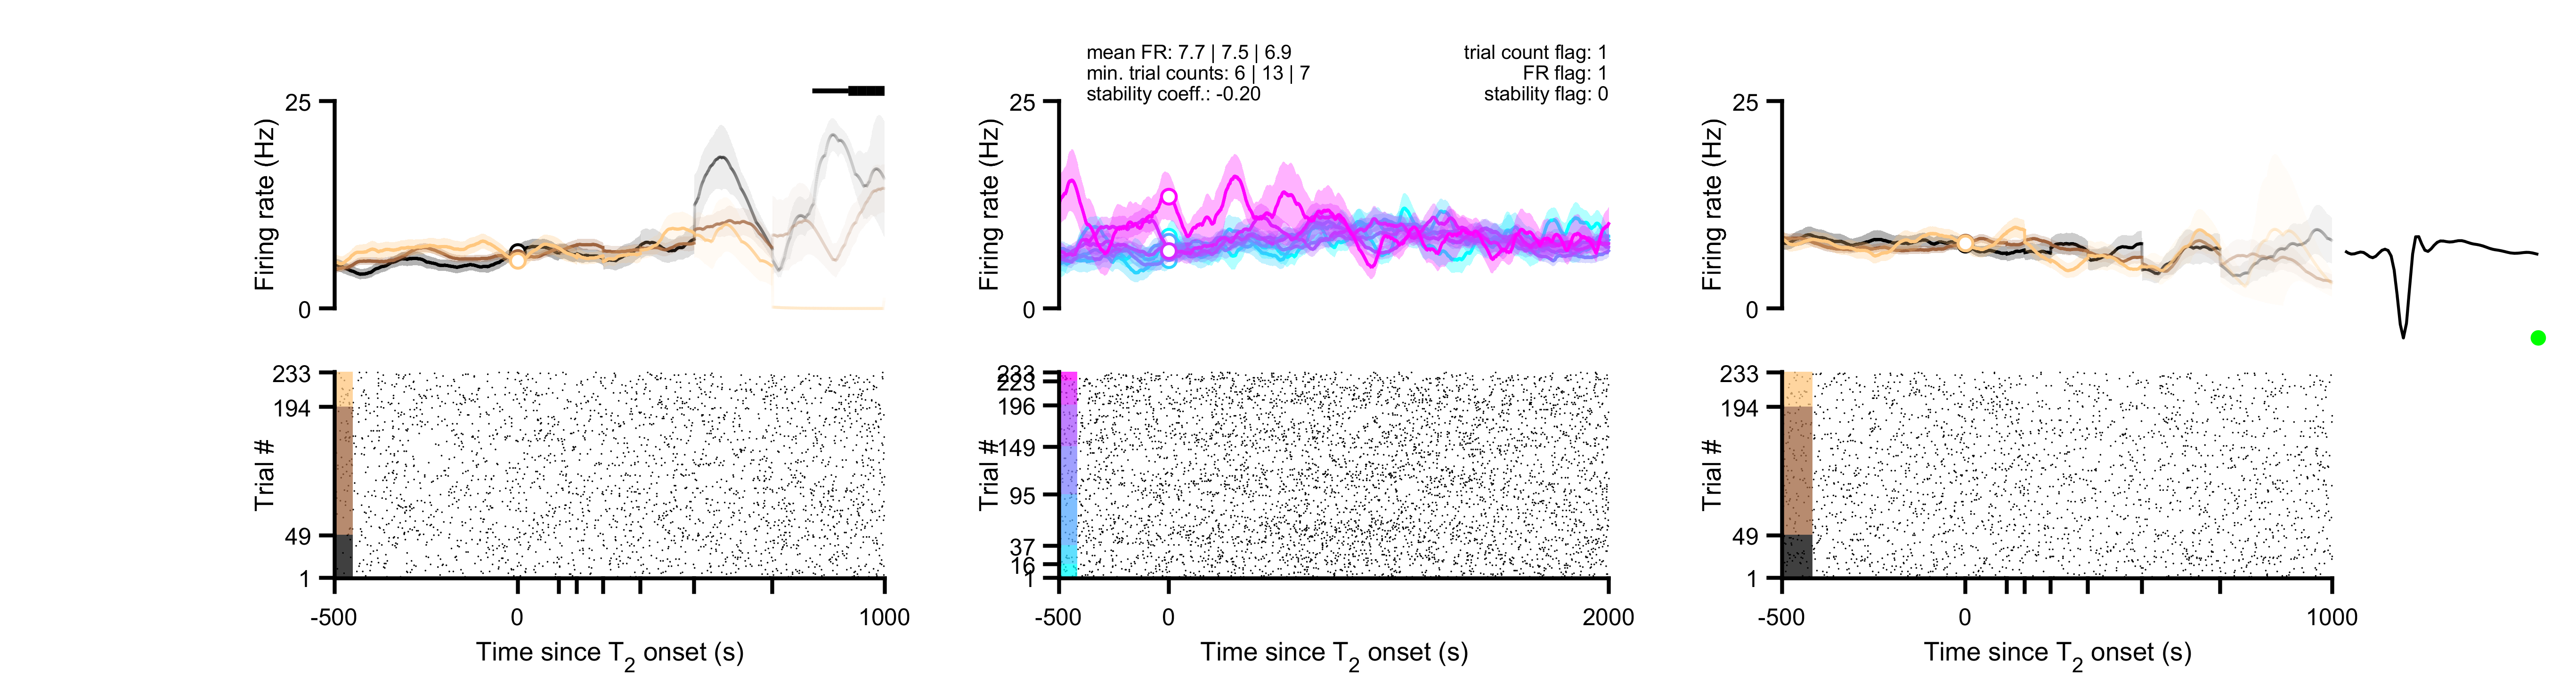 mean FR: 7.7 | 7.5 | 6.9
min. trial counts: 6 | 13 | 7
stability coeff.: -0.20
trial count flag: 1
FR flag: 1
stability flag: 0
25
Firing rate (Hz)
0
25
Firing rate (Hz)
0
25
Firing rate (Hz)
0
233
194
Trial #
49
1
-500
0
1000
Time since T2 onset (s)
233
223
196
149
Trial #
95
37
16
1
-500
0
2000
Time since T2 onset (s)
233
194
Trial #
49
1
-500
0
1000
Time since T2 onset (s)